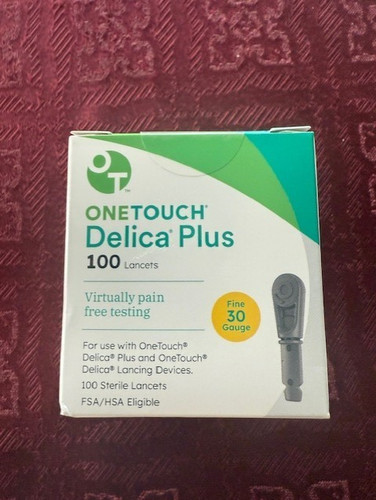 OT™
ONETOUCH®
Delica® Plus
100 Lancets
Virtually pain
free testing
Fine
30
Gauge
For use with OneTouch®
Delica® Plus and OneTouch®
Delica® Lancing Devices.
100 Sterile Lancets
FSA/HSA Eligible